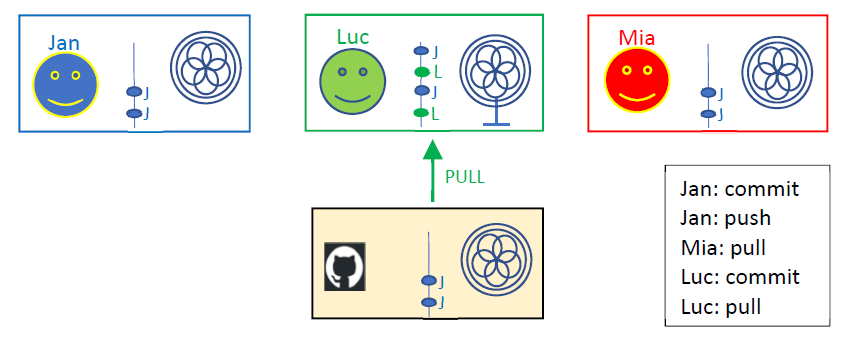 Jan
J
J
Luc
J
L
J
L
Mia
J
J
PULL
J
J
Jan: commit
Jan: push
Mia: pull
Luc: commit
Luc: pull